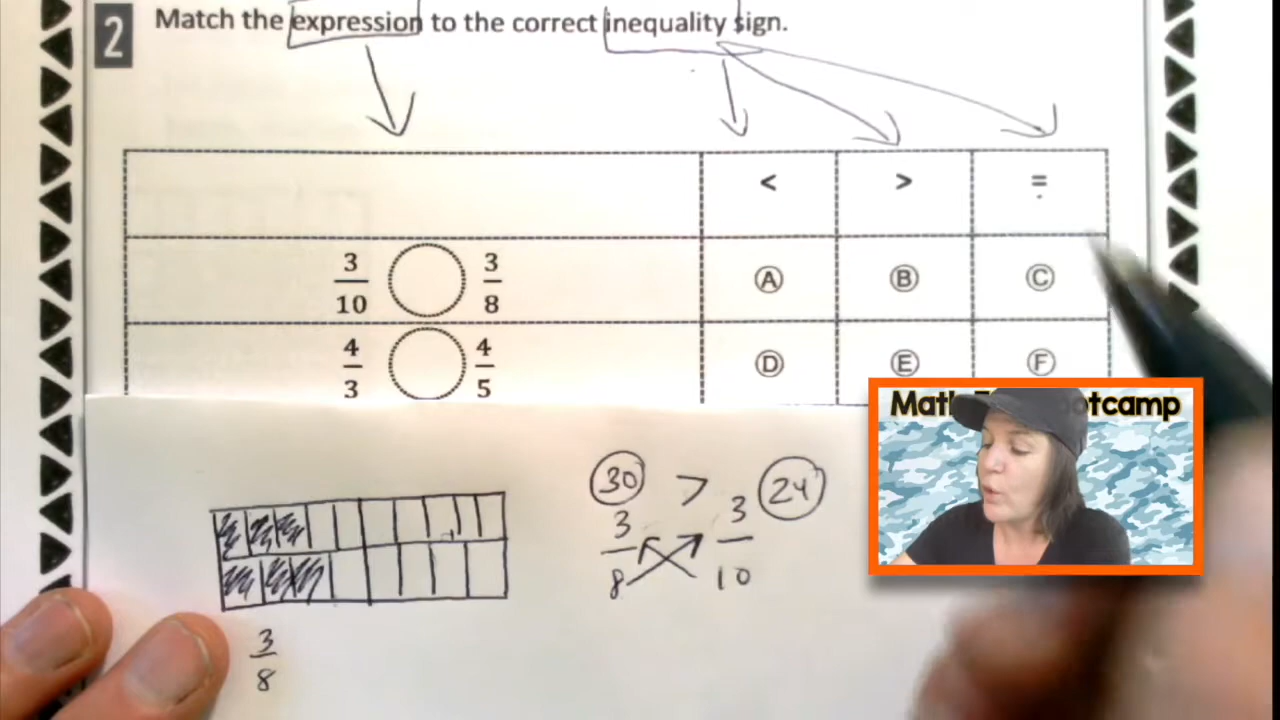 2 Match the expression to the correct inequality sign.
< > =
3/10 3/8 A B C
4/3 4/5 D E F
Math Bootcamp
30 > 24
3/8 3/10
3/8